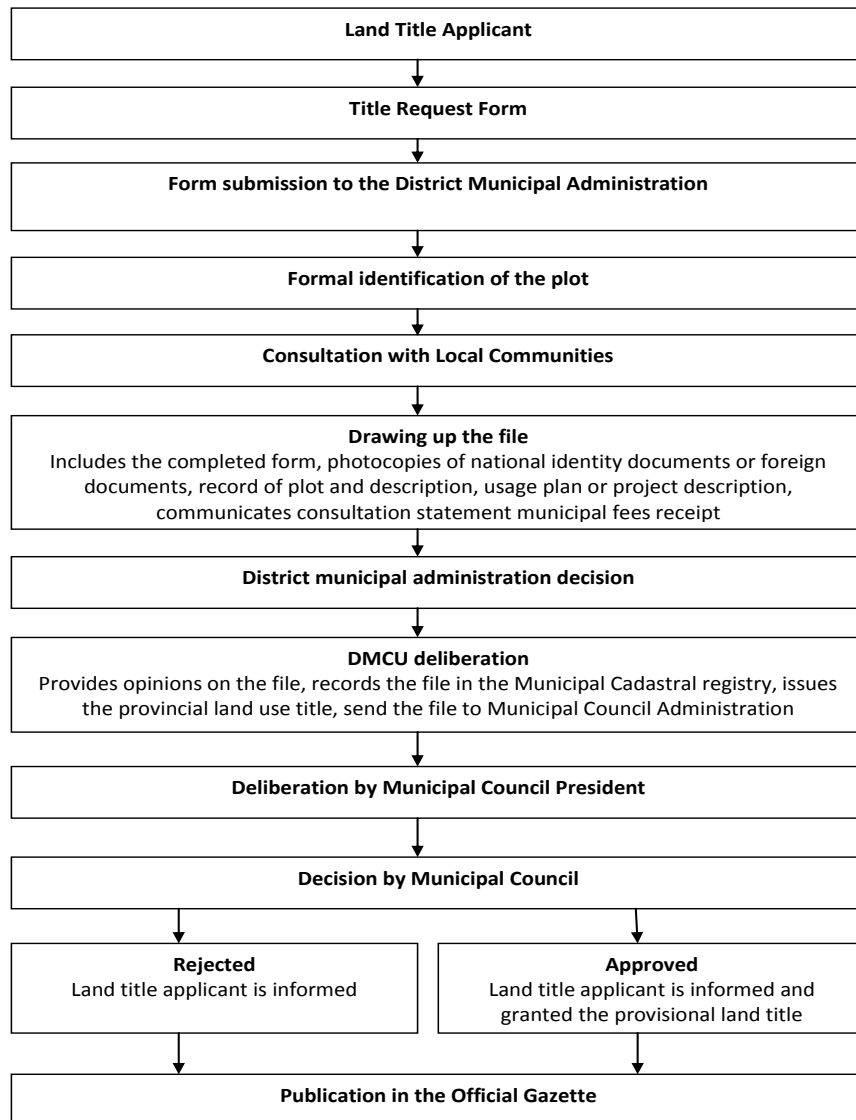 Land Title Applicant
Title Request Form
Form submission to the District Municipal Administration
Formal identification of the plot
Consultation with Local Communities
Drawing up the file
Includes the completed form, photocopies of national identity documents or foreign
documents, record of plot and description, usage plan or project description,
communicates consultation statement municipal fees receipt
District municipal administration decision
DMCU deliberation
Provides opinions on the file, records the file in the Municipal Cadastral registry, issues
the provincial land use title, send the file to Municipal Council Administration
Deliberation by Municipal Council President
Decision by Municipal Council
Rejected
Land title applicant is informed
Approved
Land title applicant is informed and
granted the provisional land title
Publication in the Official Gazette